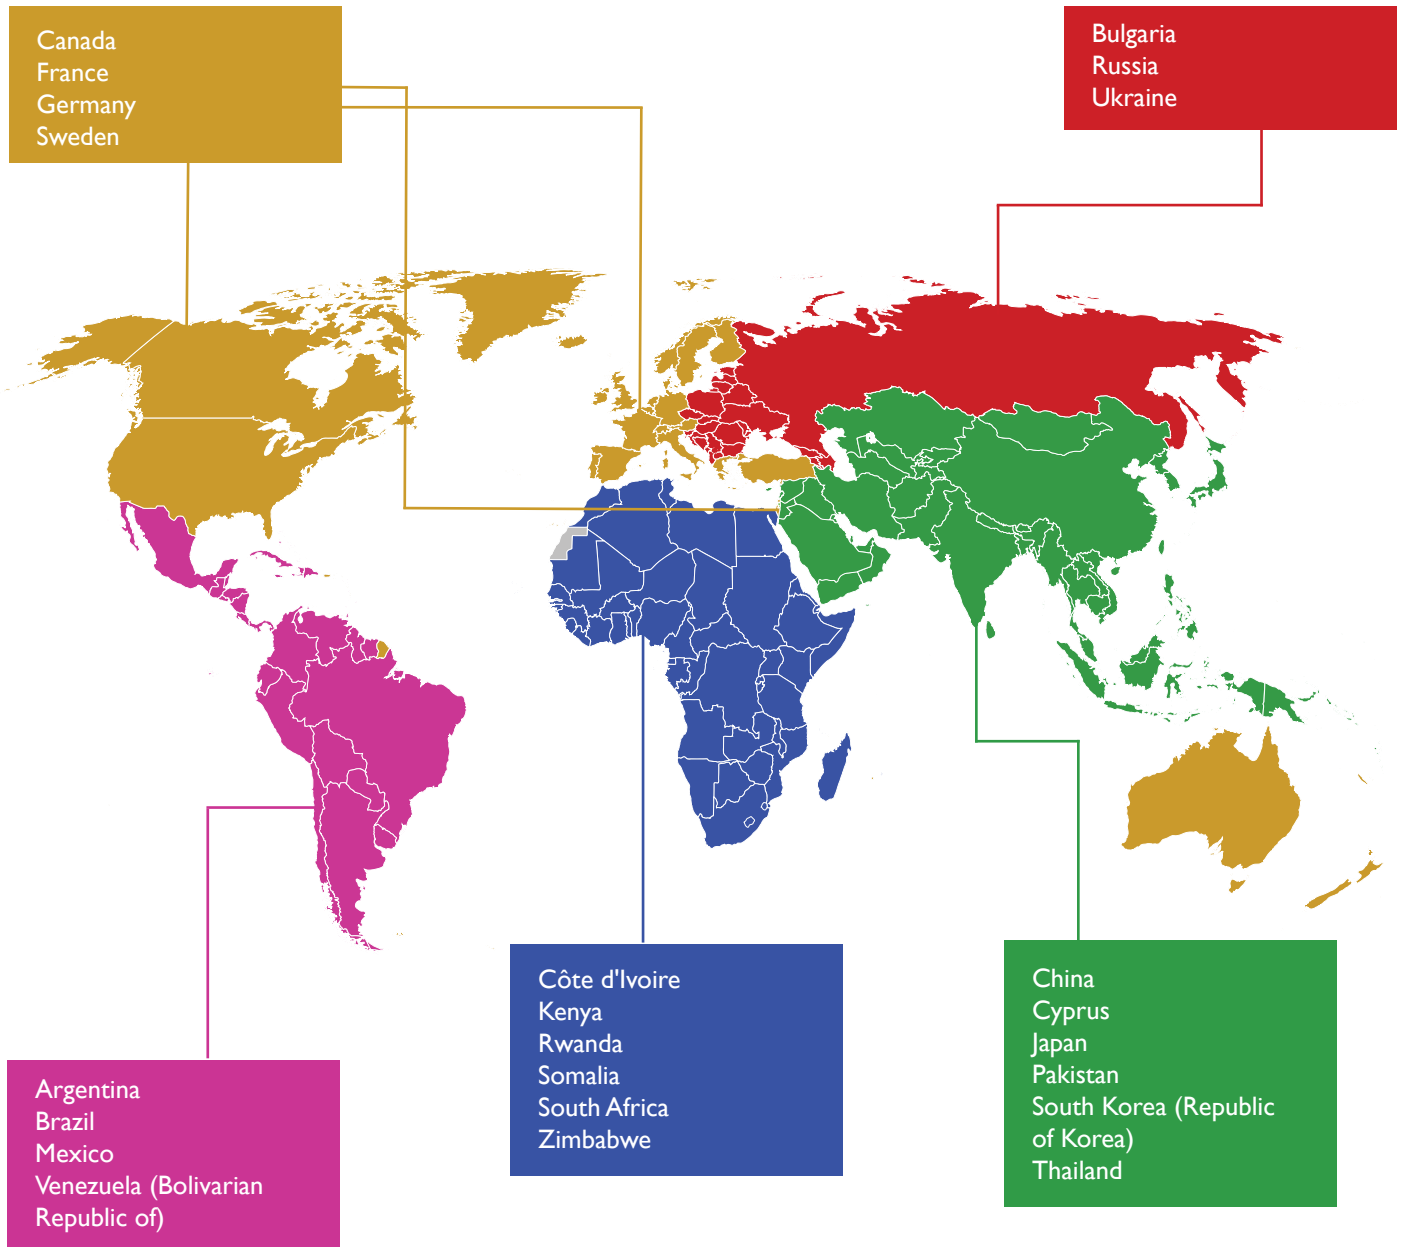 Canada
France
Germany
Sweden
Bulgaria
Russia
Ukraine
Argentina
Brazil
Mexico
Venezuela (Bolivarian
Republic of)
Côte d'Ivoire
Kenya
Rwanda
Somalia
South Africa
Zimbabwe
China
Cyprus
Japan
Pakistan
South Korea (Republic
of Korea)
Thailand